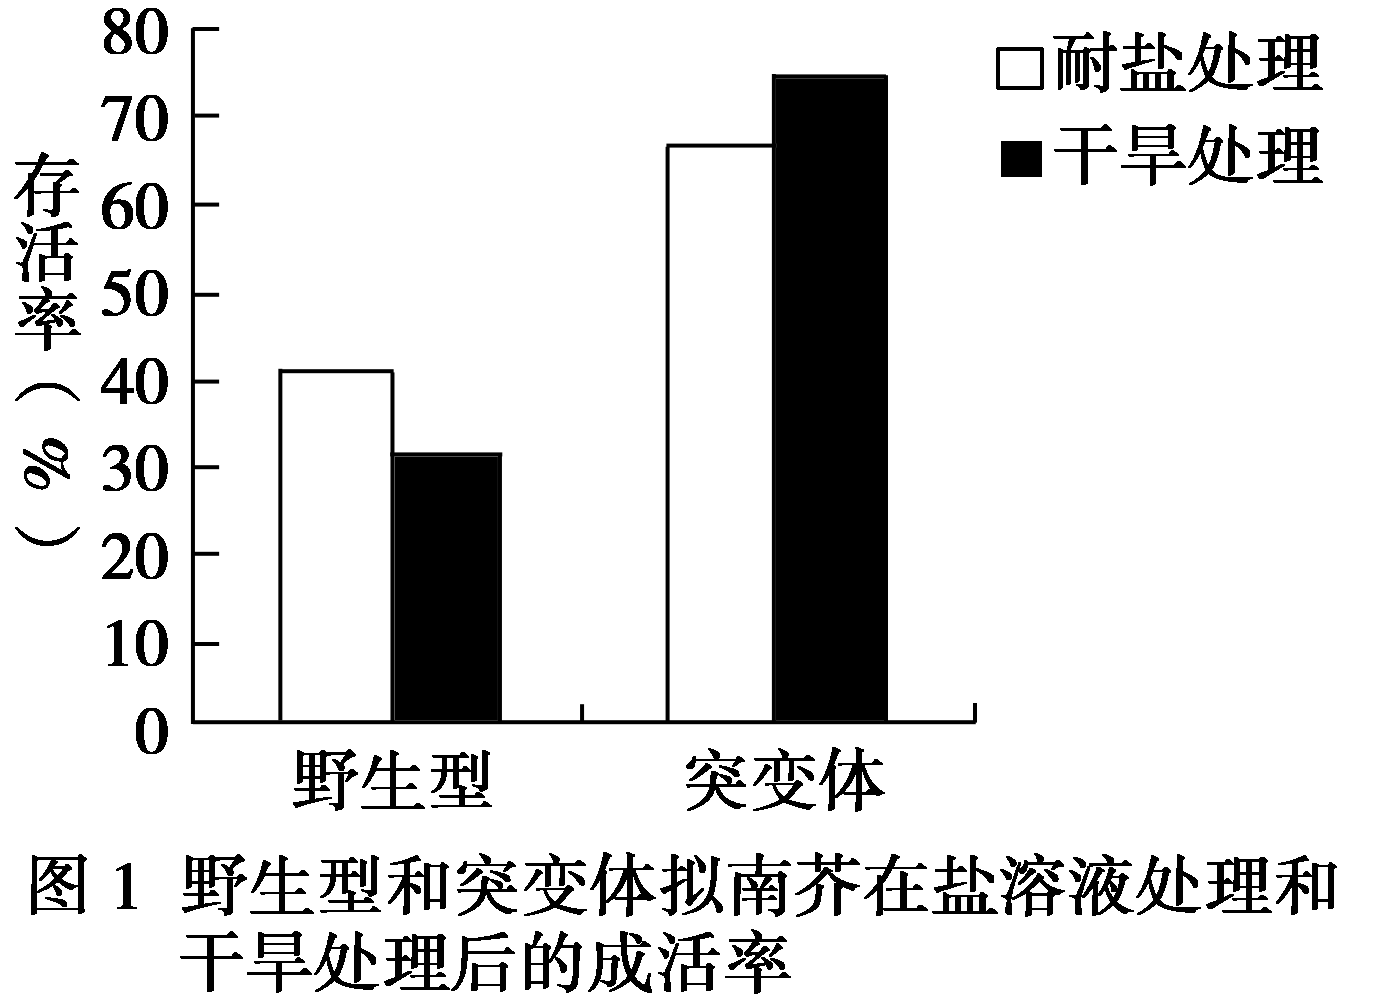 80
70
60
50
40
30
20
10
0
存活率(%)
耐盐处理
干旱处理
野生型
突变体
图 1 野生型和突变体拟南芥在盐溶液处理和
干旱处理后的成活率